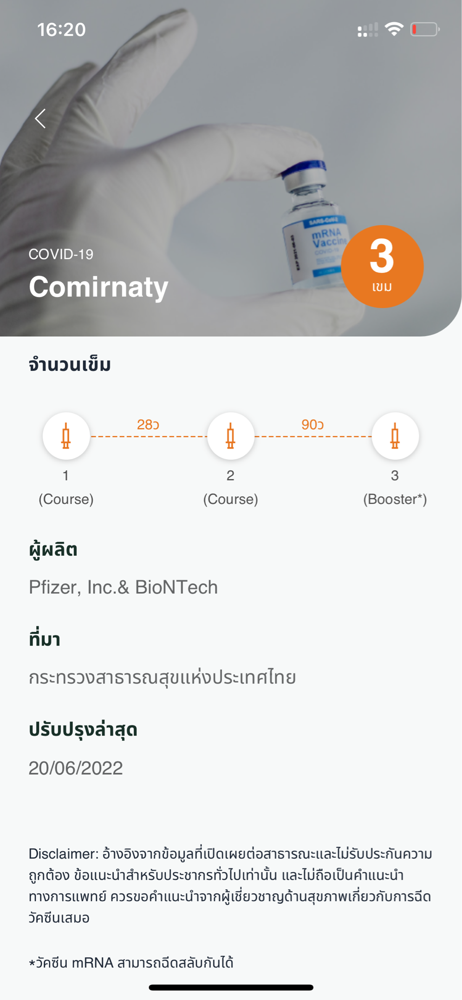 16:20
SARS-CoV-2
mRNA
Vaccine
COVID-19
COVID-19
Comirnaty
3
เขม
จำนวนเข็ม
28ว
90ว
1
2
3
(Course)
(Course)
(Booster*)
ผู้ผลิต
Pfizer, Inc.& BioNTech
ที่มา
กระทรวงสาธารณสุขแห่งประเทศไทย
ปรับปรุงล่าสุด
20/06/2022
Disclaimer: อ้างอิงจากข้อมูลที่เปิดเผยต่อสาธารณะและไม่รับประกันความ
ถูกต้อง ข้อแนะนำสำหรับประชากรทั่วไปเท่านั้น และไม่ถือเป็นคำแนะนำ
ทางการแพทย์ ควรขอคำแนะนำจากผู้เชี่ยวชาญด้านสุขภาพเกี่ยวกับการฉีด
วัคซีนเสมอ
*วัคซีน mRNA สามารถฉีดสลับกันได้